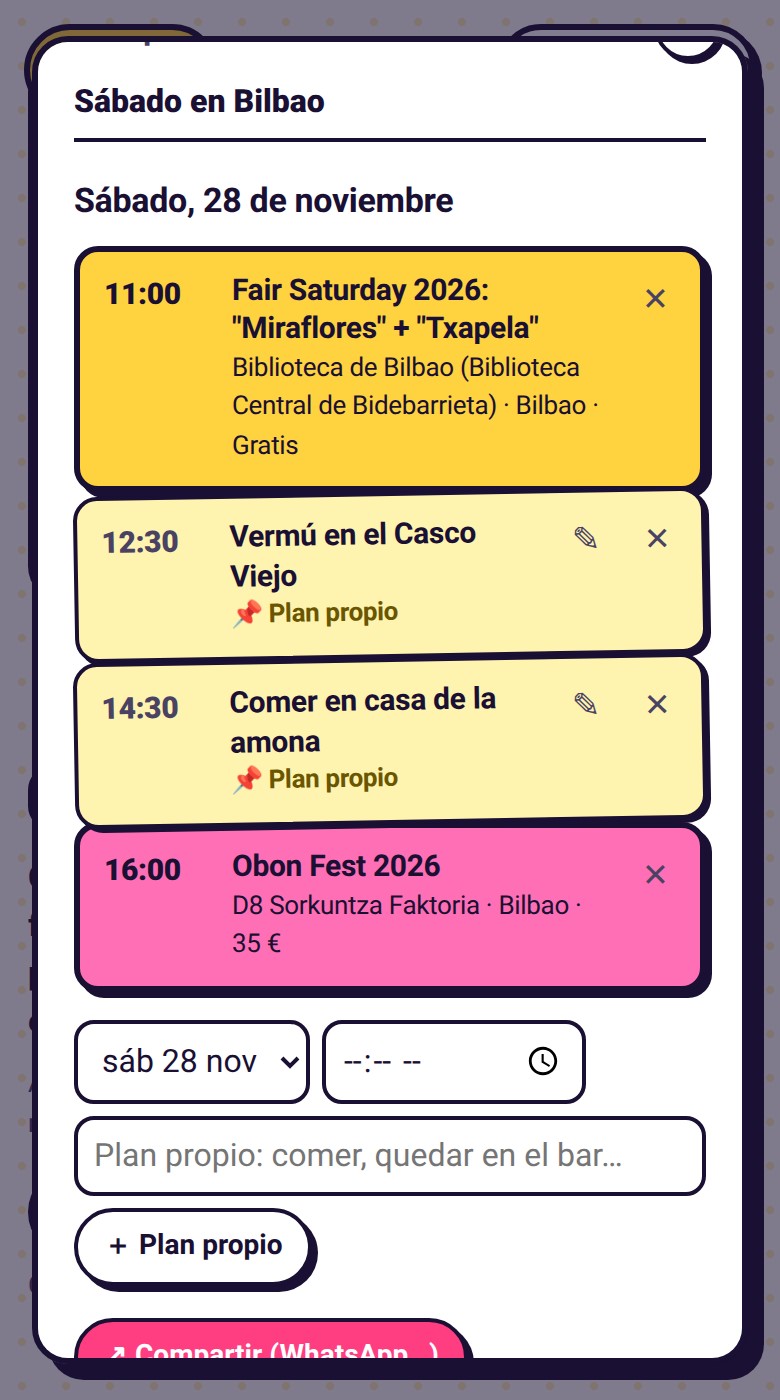 Sábado en Bilbao
Sábado, 28 de noviembre
11:00
Fair Saturday 2026:
"Miraflores" + "Txapela"
Biblioteca de Bilbao (Biblioteca
Central de Bidebarrieta) · Bilbao ·
Gratis
12:30
Vermú en el Casco
Viejo
📌 Plan propio
14:30
Comer en casa de la
amona
📌 Plan propio
16:00
Obon Fest 2026
D8 Sorkuntza Faktoria · Bilbao ·
35 €
sáb 28 nov
--:-- --
Plan propio: comer, quedar en el bar...
+ Plan propio
↗ Compartir (WhatsApp...)